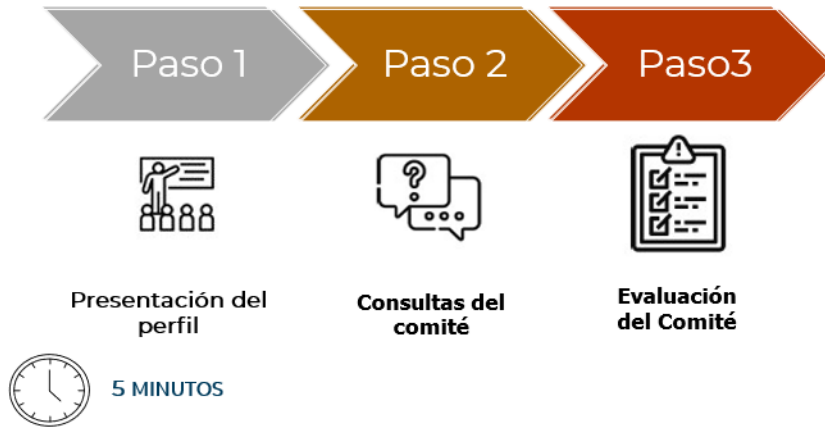 Paso 1
Paso 2
Paso3
Presentación del
perfil
Consultas del
comité
Evaluación
del Comité
5 MINUTOS